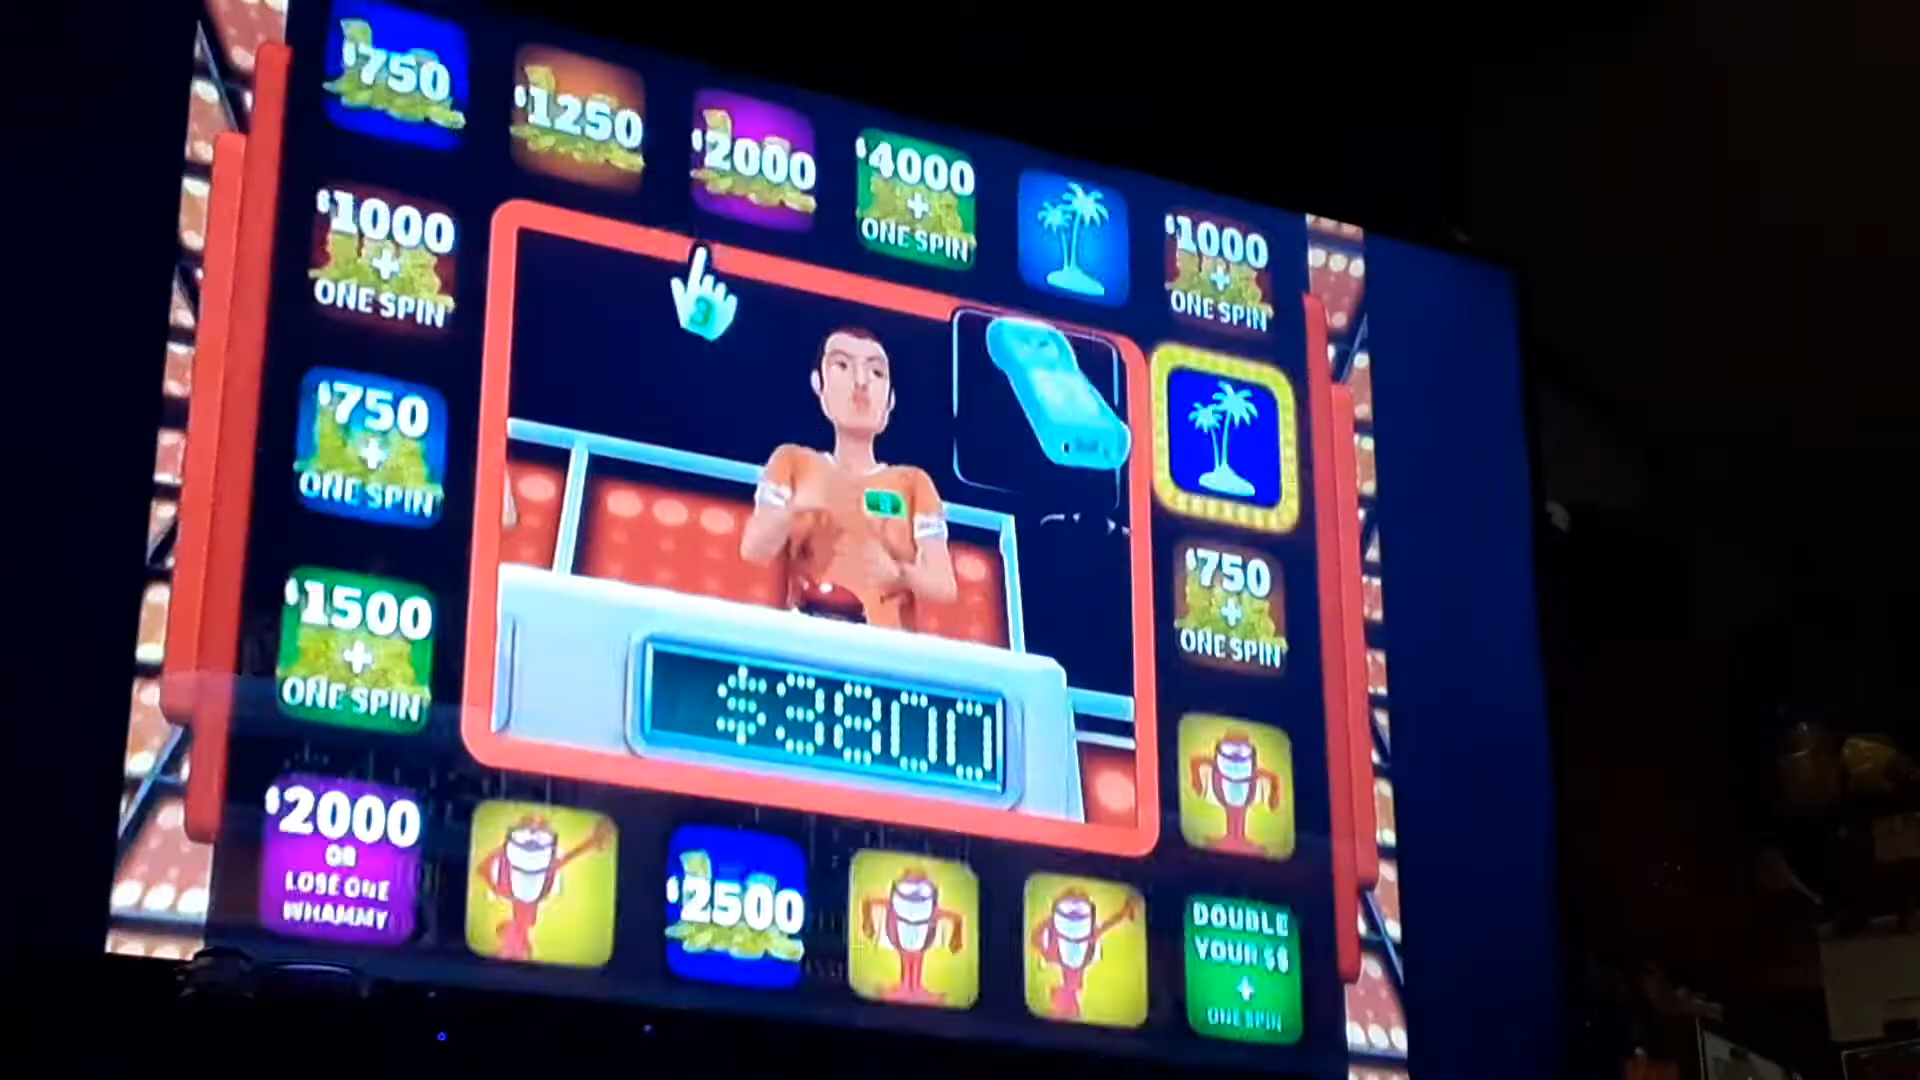 $750
$1250
$2000
$4000
+
ONE SPIN
$1000
+
ONE SPIN
$1000
+
ONE SPIN
3
$750
+
ONE SPIN
$750
+
ONE SPIN
$1500
+
ONE SPIN
$3800
$2000
OR
LOSE ONE
WHAMMY
$2500
DOUBLE
YOUR $$
+
ONE SPIN